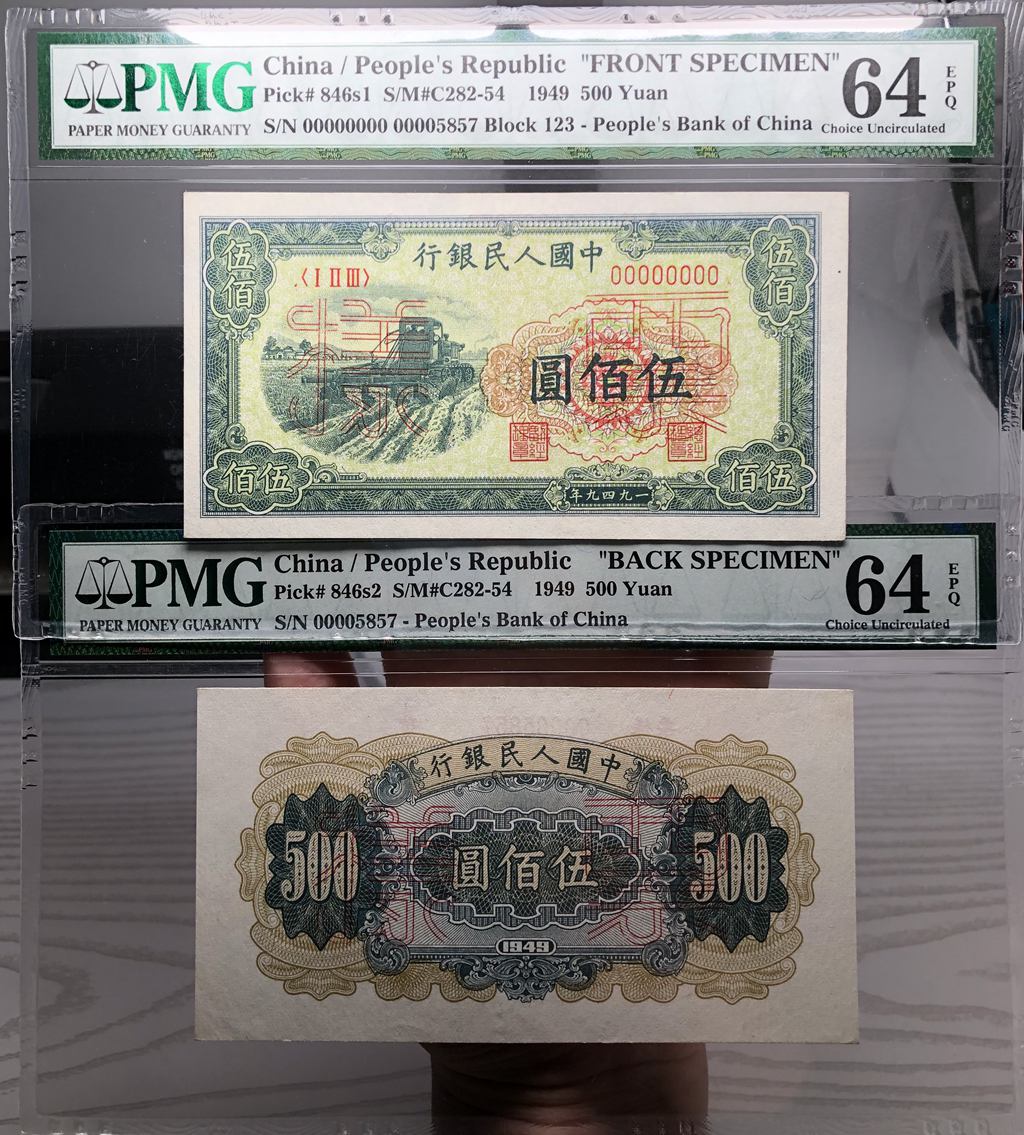 PMG
PAPER MONEY GUARANTY
China / People's Republic "FRONT SPECIMEN"
Pick# 846s1 S/M#C282-54 1949 500 Yuan
S/N 00000000 00005857 Block 123 - People's Bank of China
64
EPQ
Choice Uncirculated
行銀民人國中
伍佰
伍佰
〈I II III〉
00000000
樣
圓佰伍
佰伍
佰伍
年九四九一
PMG
PAPER MONEY GUARANTY
China / People's Republic "BACK SPECIMEN"
Pick# 846s2 S/M#C282-54 1949 500 Yuan
S/N 00005857 - People's Bank of China
64
EPQ
Choice Uncirculated
行銀民人國中
500
圓佰伍
500
1949